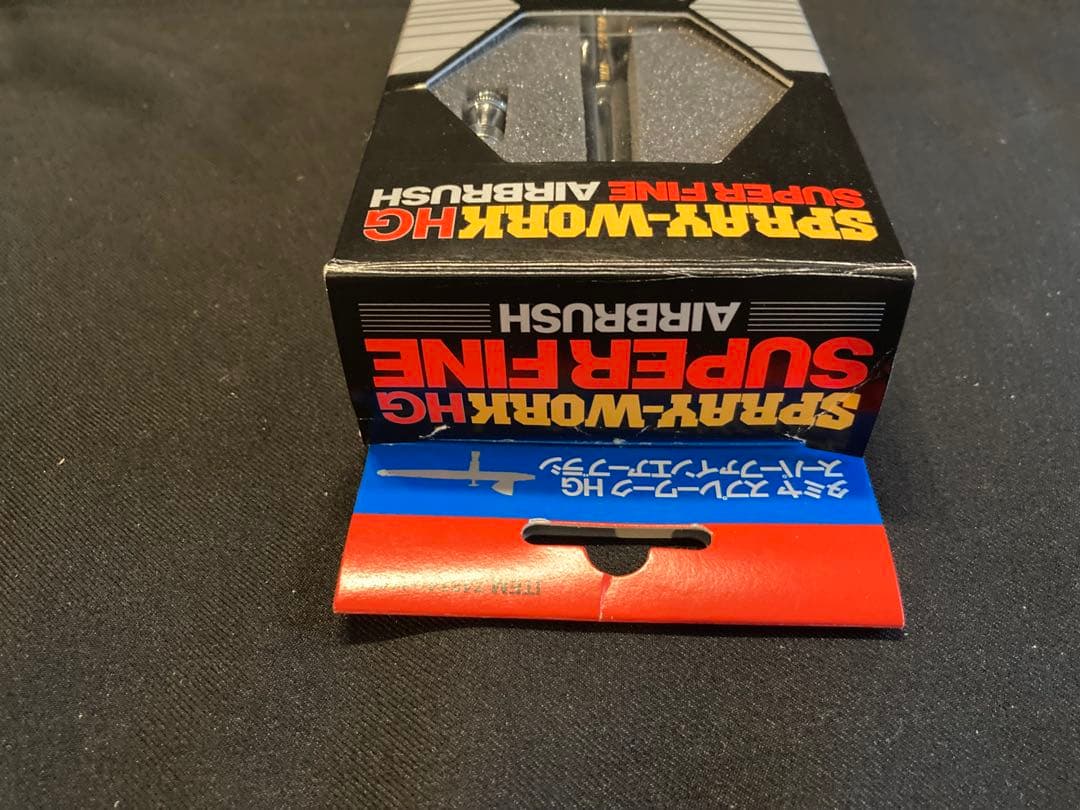 ITEM
タミヤ スプレーワーク HG
スーパーファインエアーブラシ
SPRAY-WORK HG
SUPER FINE
AIRBRUSH
SPRAY-WORK HG
SUPER FINE AIRBRUSH